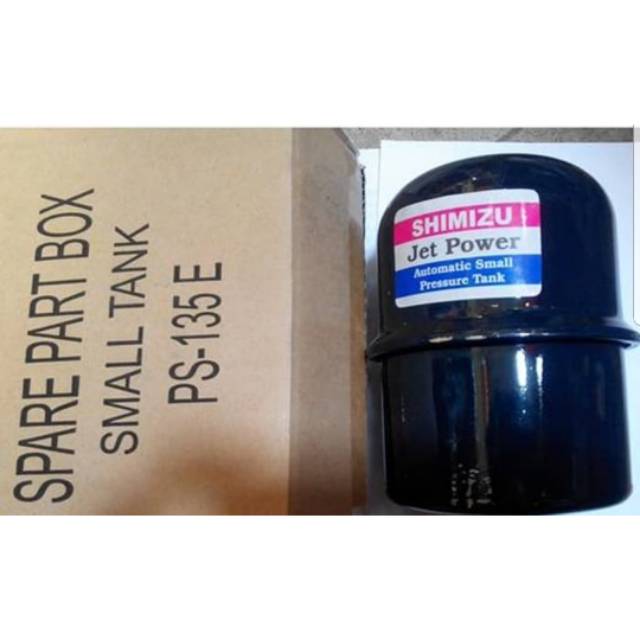 SPARE PART BOX
SMALL TANK
PS-135 E
SHIMIZU
Jet Power
Automatic Small
Pressure Tank